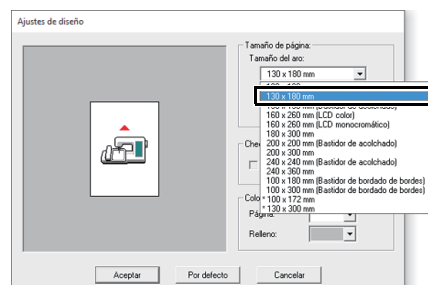 Ajustes de diseño
Tamaño de página:
Tamaño del aro:
130 x 180 mm
130 x 180 mm
160 x 260 mm (LCD color)
160 x 260 mm (LCD monocromático)
180 x 300 mm
200 x 200 mm (Bastidor de acolchado)
200 x 300 mm
240 x 240 mm (Bastidor de acolchado)
240 x 360 mm
100 x 180 mm (Bastidor de bordado de bordes)
100 x 300 mm (Bastidor de bordado de bordes)
* 100 x 172 mm
* 130 x 300 mm
Chec
Colo
Página:
Relleno:
Aceptar Por defecto Cancelar